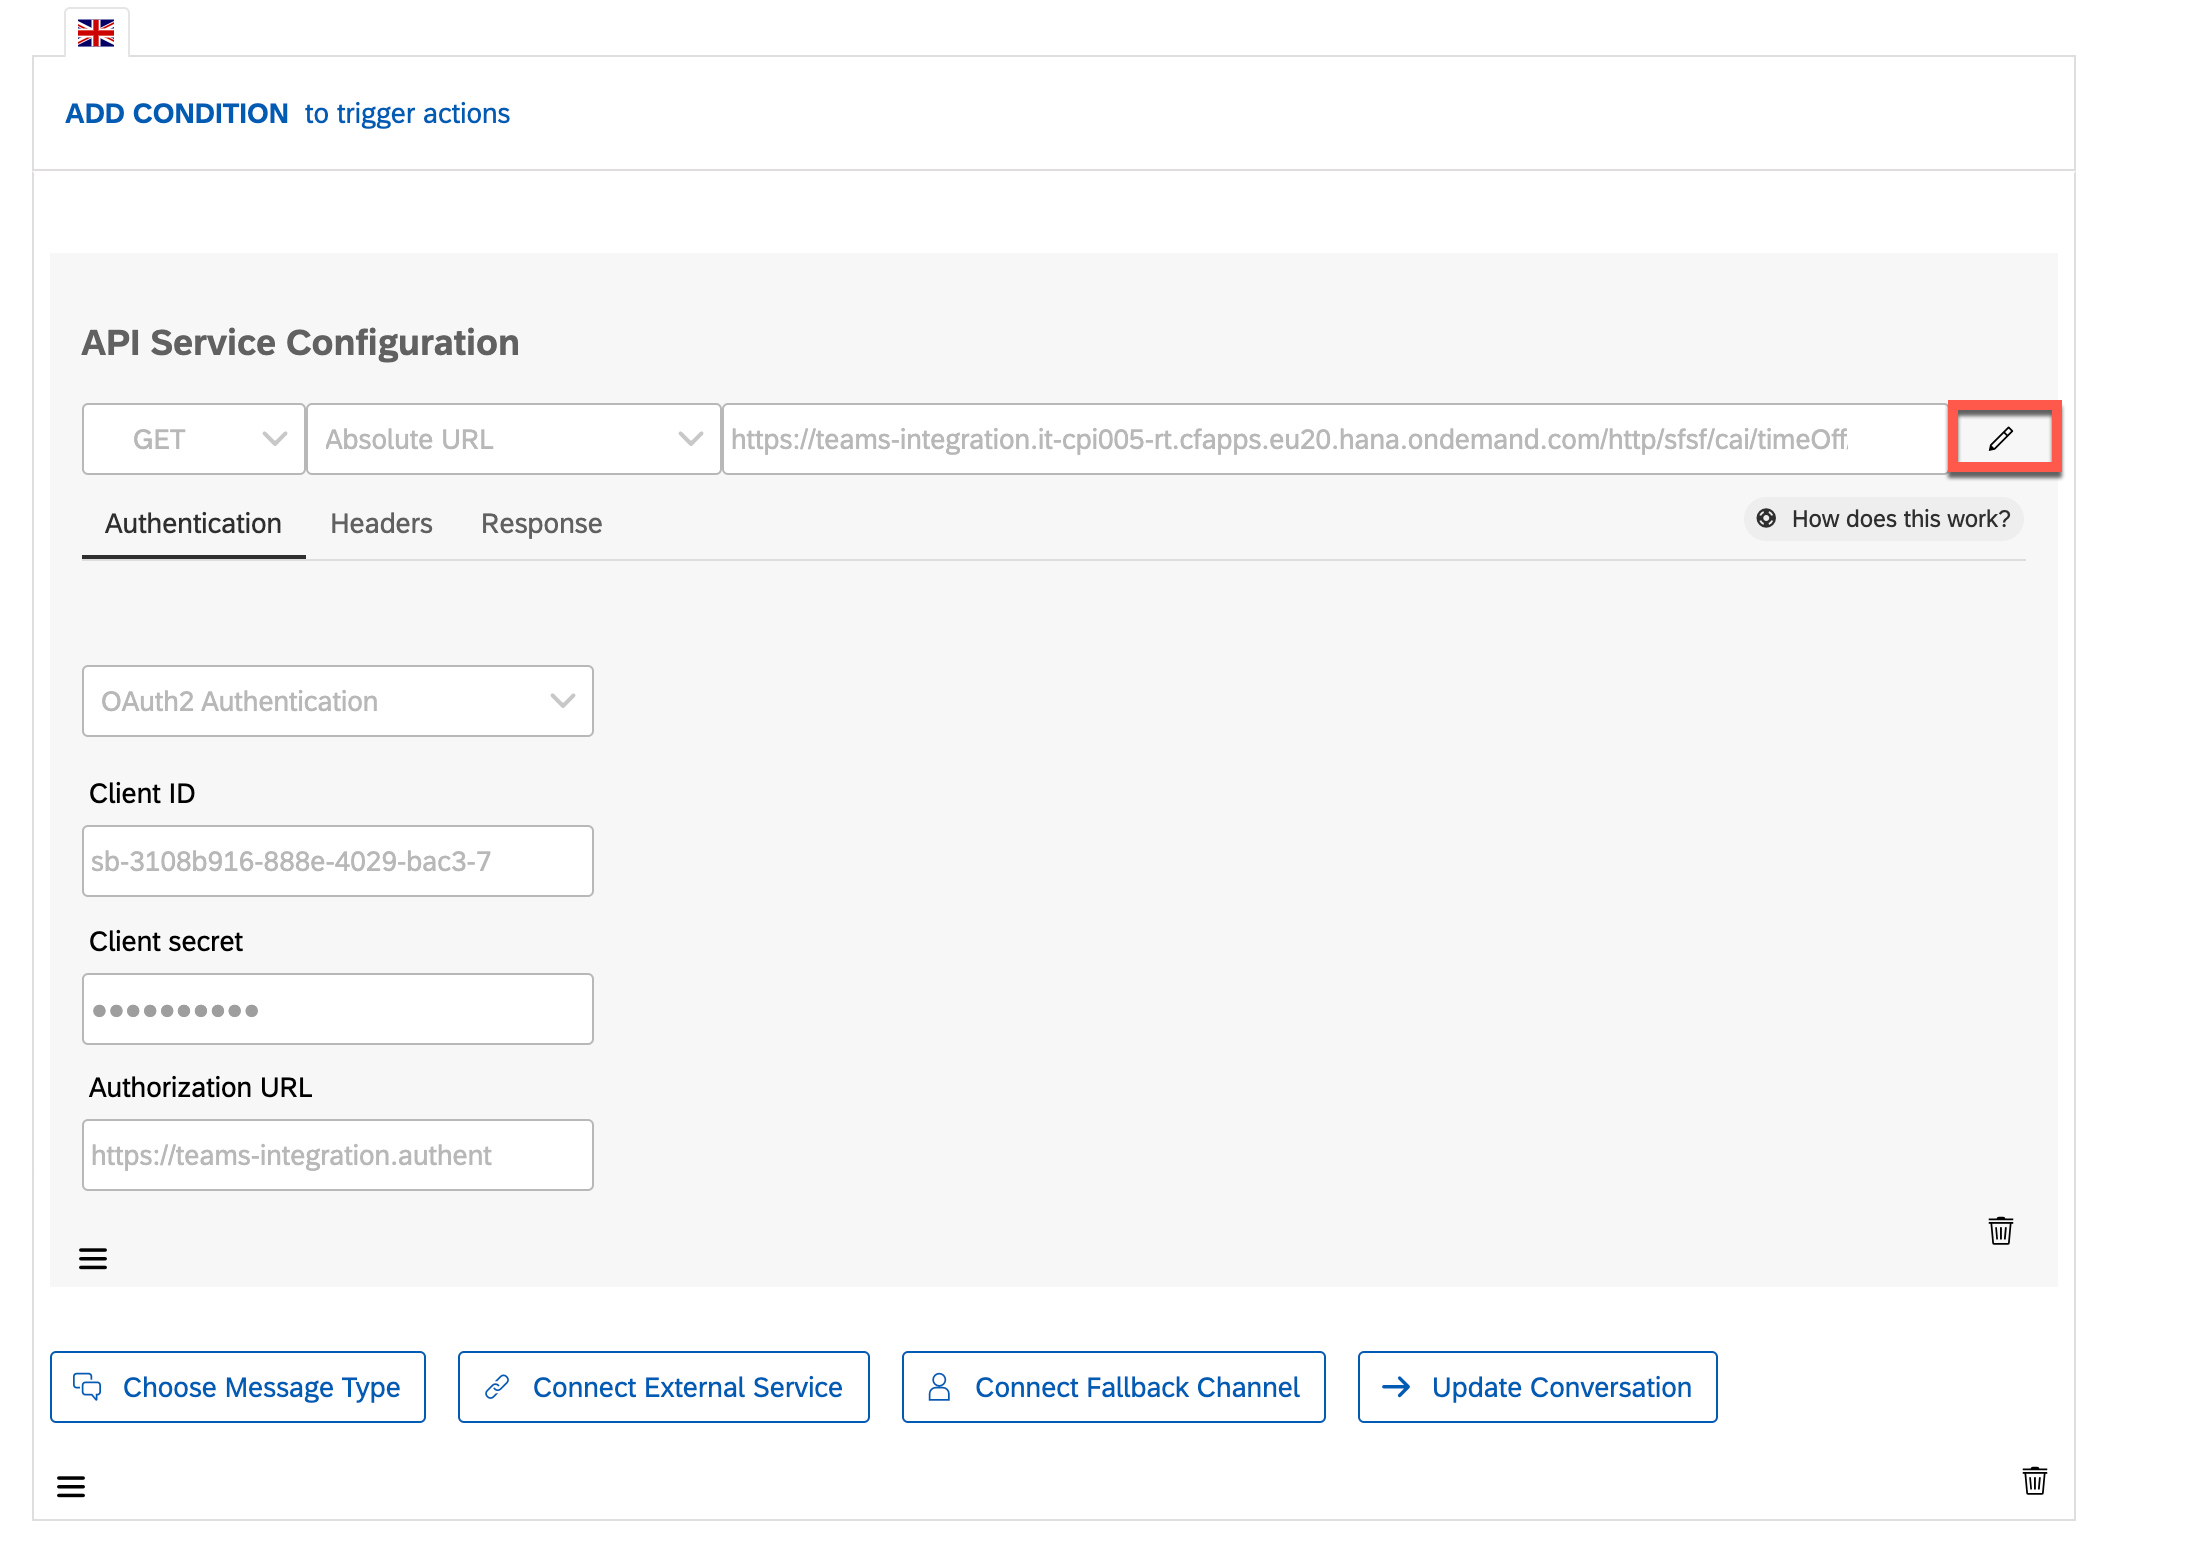 ADD CONDITION to trigger actions
API Service Configuration
GET Absolute URL https://teams-integration.it-cpi005-rt.cfapps.eu20.hana.ondemand.com/http/sfsf/cai/timeOff
Authentication Headers Response How does this work?
OAuth2 Authentication
Client ID
sb-3108b916-888e-4029-bac3-7
Client secret
••••••••••
Authorization URL
https://teams-integration.authent
Choose Message Type Connect External Service Connect Fallback Channel Update Conversation